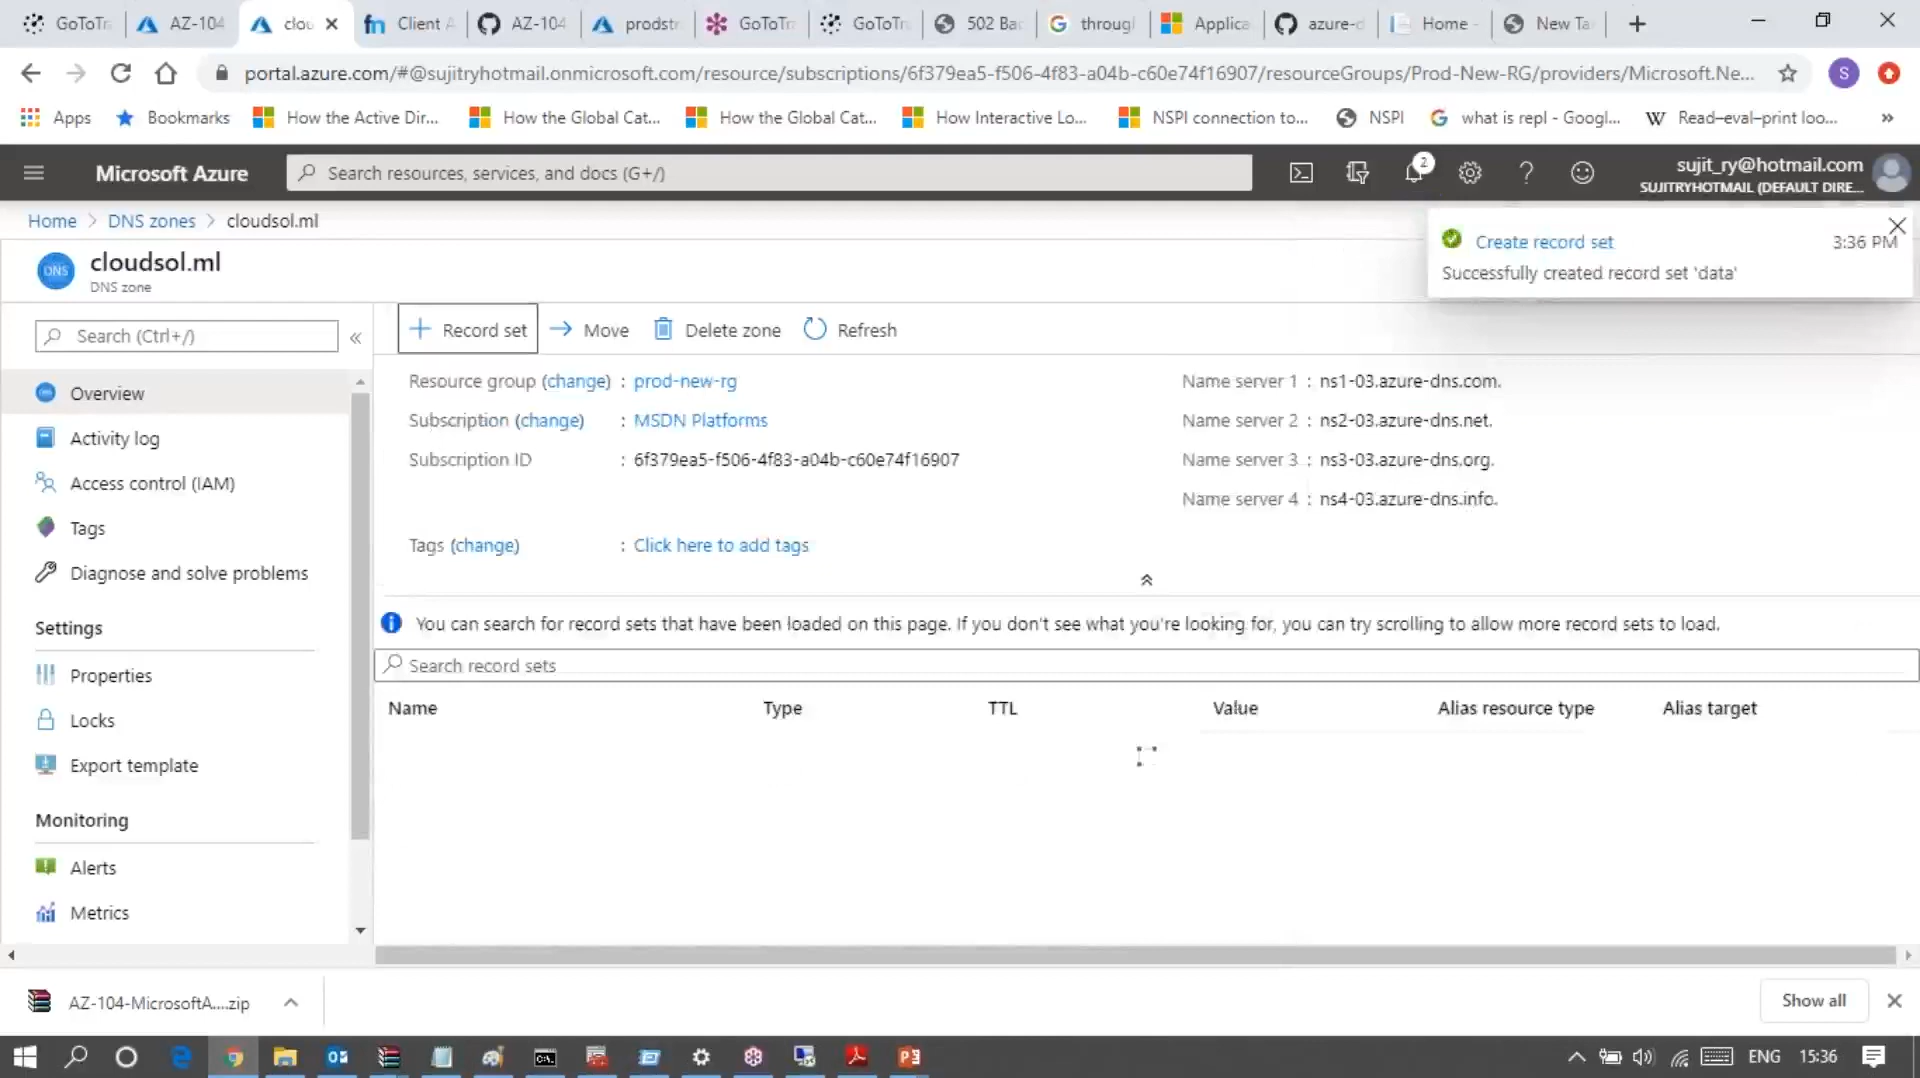 GoToTr
AZ-104
clou
Client A
AZ-104
prodstr
GoToTr
GoToTr
502 Bac
through
Applica
azure-d
Home -
New Ta
portal.azure.com/#@sujitryhotmail.onmicrosoft.com/resource/subscriptions/6f379ea5-f506-4f83-a04b-c60e74f16907/resourceGroups/Prod-New-RG/providers/Microsoft.Ne...
S
Apps
Bookmarks
How the Active Dir...
How the Global Cat...
How the Global Cat...
How Interactive Lo...
NSPI connection to...
NSPI
what is repl - Googl...
Read–eval–print loo...
»
Microsoft Azure
Search resources, services, and docs (G+/)
2
sujit_ry@hotmail.com
SUJITRYHOTMAIL (DEFAULT DIRE...
Home > DNS zones > cloudsol.ml
Create record set
3:36 PM
Successfully created record set 'data'
DNS
cloudsol.ml
DNS zone
Search (Ctrl+/)
«
Record set
Move
Delete zone
Refresh
Overview
Activity log
Access control (IAM)
Tags
Diagnose and solve problems
Settings
Properties
Locks
Export template
Monitoring
Alerts
Metrics
Resource group (change) : prod-new-rg
Subscription (change) : MSDN Platforms
Subscription ID : 6f379ea5-f506-4f83-a04b-c60e74f16907
Tags (change) : Click here to add tags
Name server 1 : ns1-03.azure-dns.com.
Name server 2 : ns2-03.azure-dns.net.
Name server 3 : ns3-03.azure-dns.org.
Name server 4 : ns4-03.azure-dns.info.
You can search for record sets that have been loaded on this page. If you don't see what you're looking for, you can try scrolling to allow more record sets to load.
Search record sets
Name Type TTL Value Alias resource type Alias target
AZ-104-MicrosoftA....zip
Show all
ENG
15:36